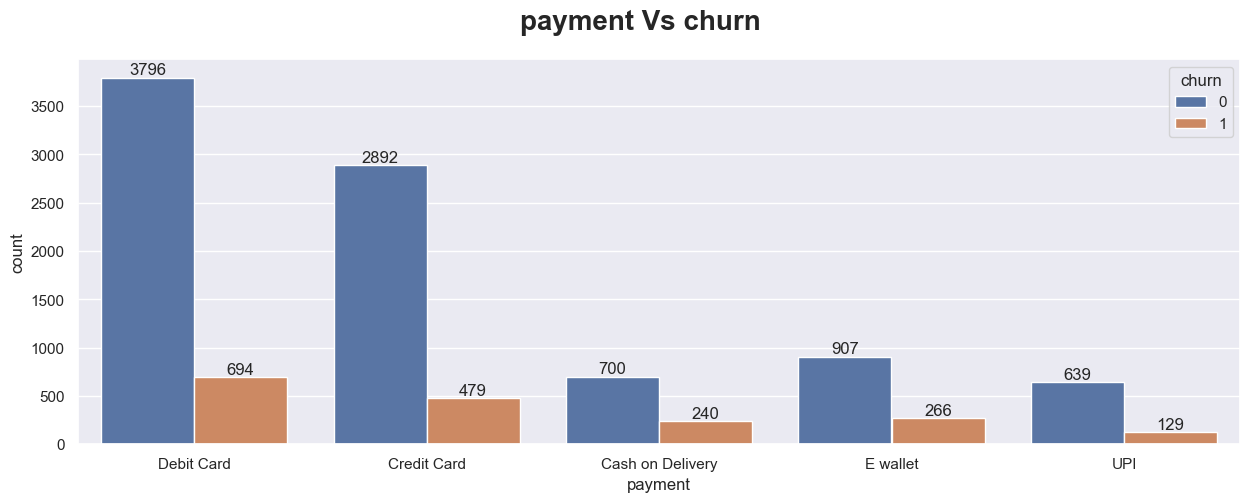 payment Vs churn
churn
0
1
3796
694
2892
479
700
240
907
266
639
129
3500
3000
2500
2000
1500
1000
500
0
count
Debit Card
Credit Card
Cash on Delivery
E wallet
UPI
payment